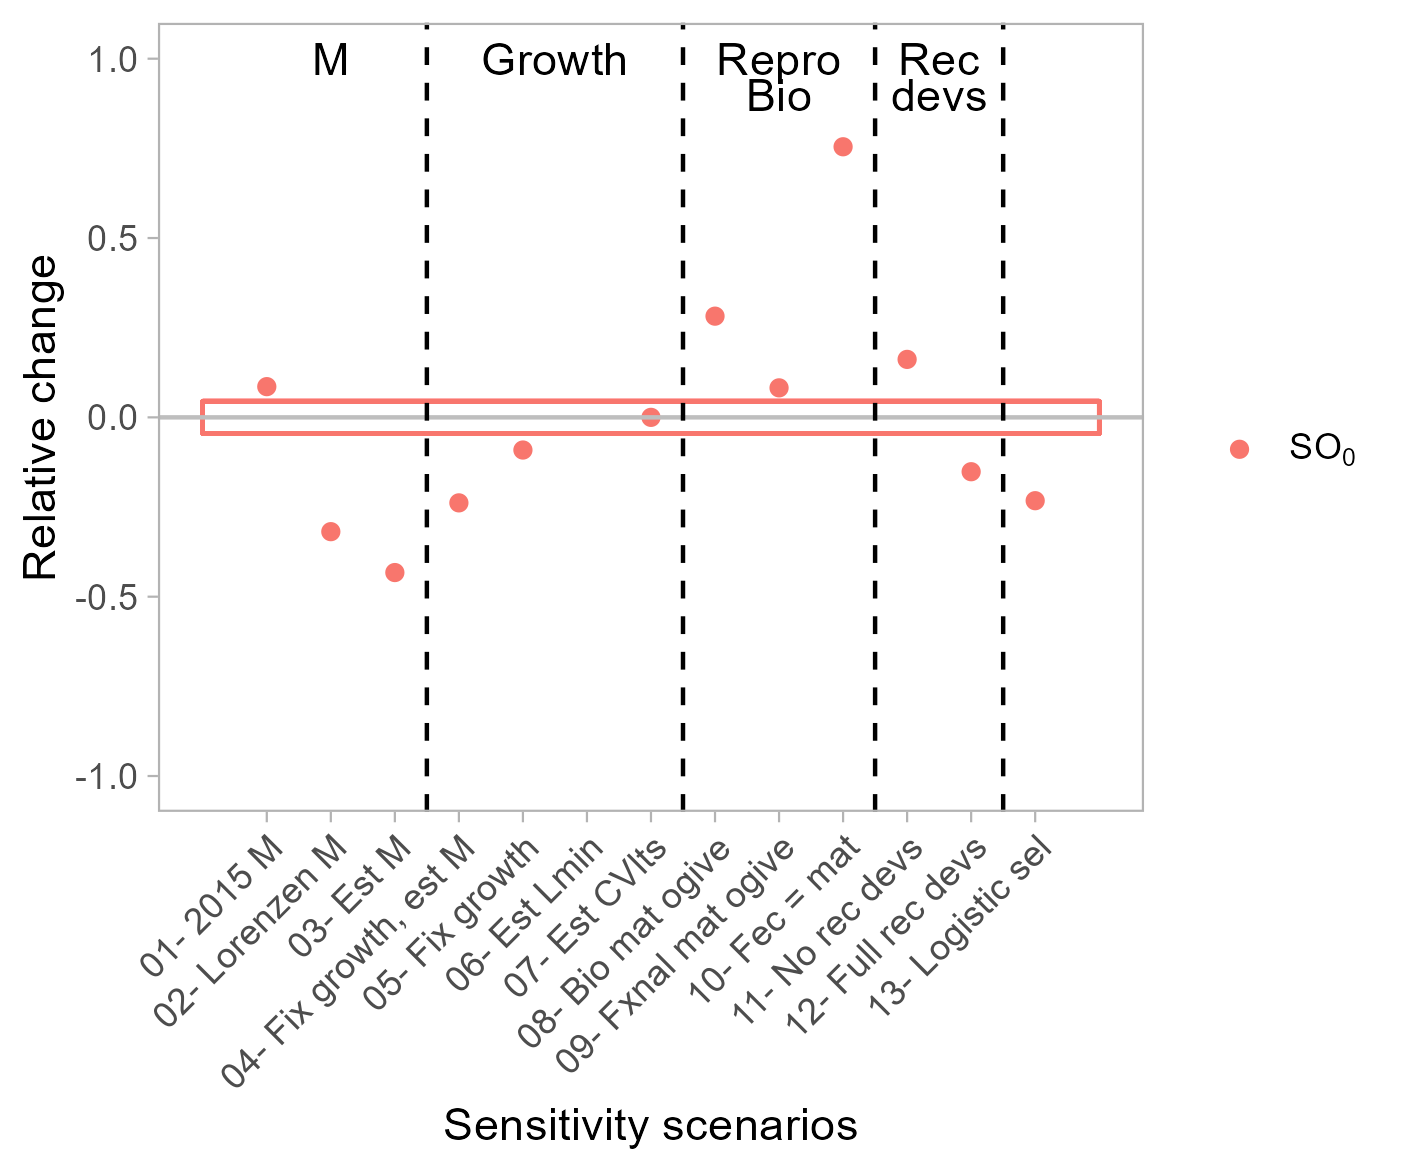 M
Growth
Repro
Bio
Rec
devs
1.0
0.5
0.0
-0.5
-1.0
Relative change
SO₀
01- 2015 M
02- Lorenzen M
03- Est M
04- Fix growth, est M
05- Fix growth
06- Est Lmin
07- Est CVlts
08- Bio mat ogive
09- Fxnal mat ogive
10- Fec = mat
11- No rec devs
12- Full rec devs
13- Logistic sel
Sensitivity scenarios